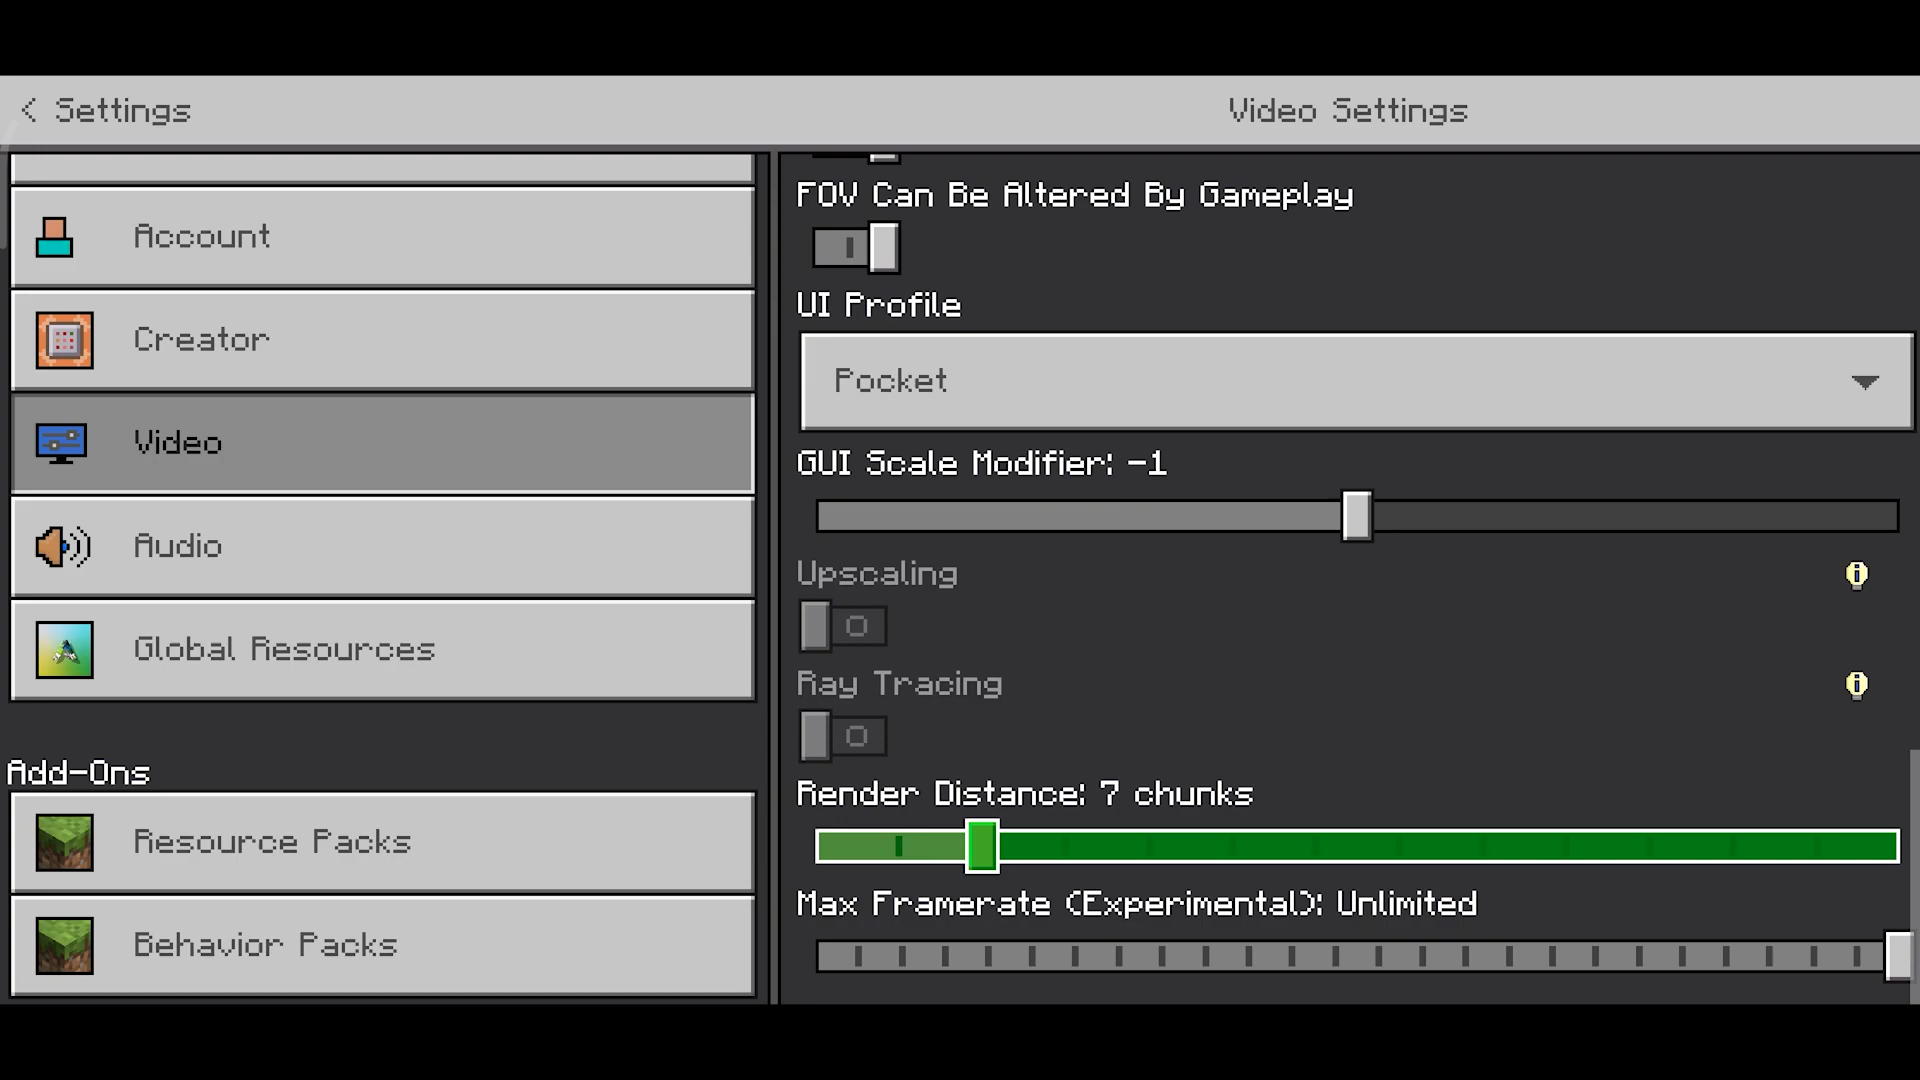 Settings
Video Settings
Account
Creator
Video
Audio
Global Resources
Add-Ons
Resource Packs
Behavior Packs
FOV Can Be Altered By Gameplay
UI Profile
Pocket
GUI Scale Modifier: -1
Upscaling
Ray Tracing
Render Distance: 7 chunks
Max Framerate (Experimental): Unlimited